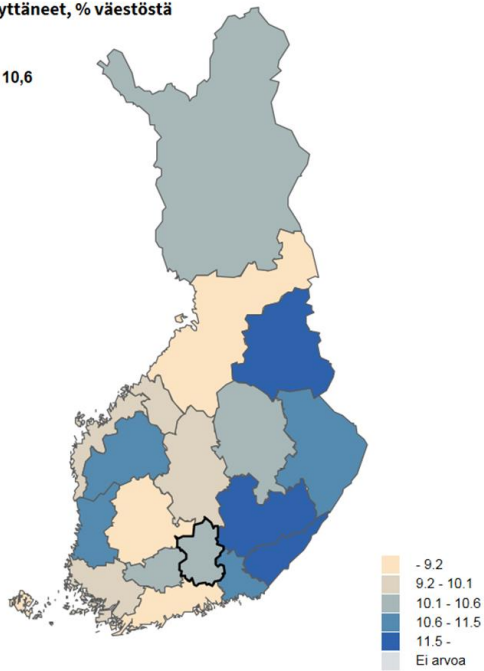 yttäneet, % väestöstä
10,6
- 9.2
9.2 - 10.1
10.1 - 10.6
10.6 - 11.5
11.5 -
Ei arvoa